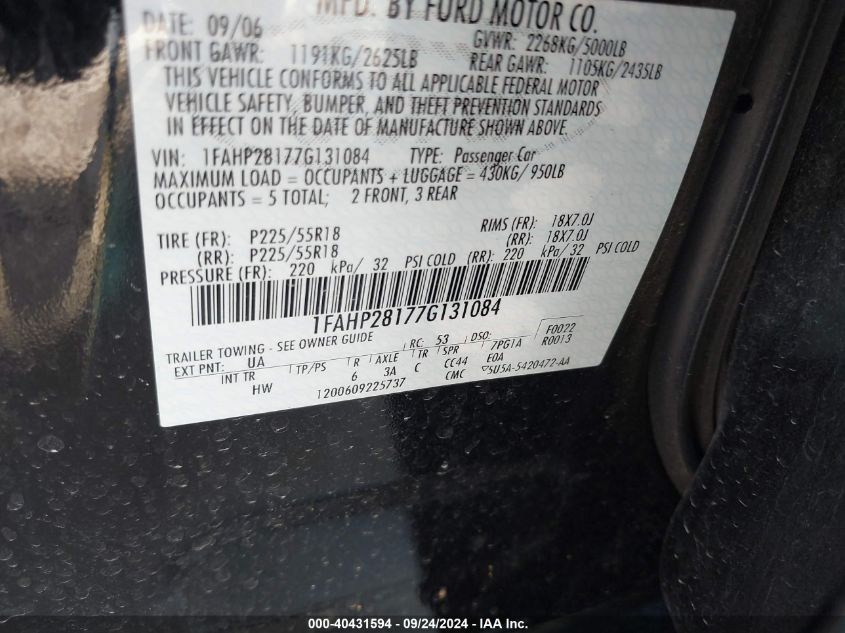 MFD. BY FORD MOTOR CO.
DATE: 09/06 GVWR: 2268KG/5000LB
FRONT GAWR: 1191KG/2625LB REAR GAWR: 1105KG/2435LB
THIS VEHICLE CONFORMS TO ALL APPLICABLE FEDERAL MOTOR
VEHICLE SAFETY, BUMPER, AND THEFT PREVENTION STANDARDS
IN EFFECT ON THE DATE OF MANUFACTURE SHOWN ABOVE.
VIN: 1FAHP28177G131084 TYPE: Passenger Car
MAXIMUM LOAD = OCCUPANTS + LUGGAGE = 430KG/ 950LB
OCCUPANTS = 5 TOTAL; 2 FRONT, 3 REAR
TIRE (FR): P225/55R18 RIMS (FR): 18X7.0J
(RR): P225/55R18 (RR): 18X7.0J
PRESSURE (FR): 220 kPa/ 32 PSI COLD (RR): 220 kPa/ 32 PSI COLD
1FAHP28177G131084
TRAILER TOWING - SEE OWNER GUIDE F0022
EXT PNT: UA RC: 53 DSO: R0013
INT TR TP/PS R AXLE TR SPR 7PG1A
HW 6 3A C CC44 E0A
CMC 5U5A-5420472-AA
1200609225737
000-40431594 - 09/24/2024 - IAAI.com